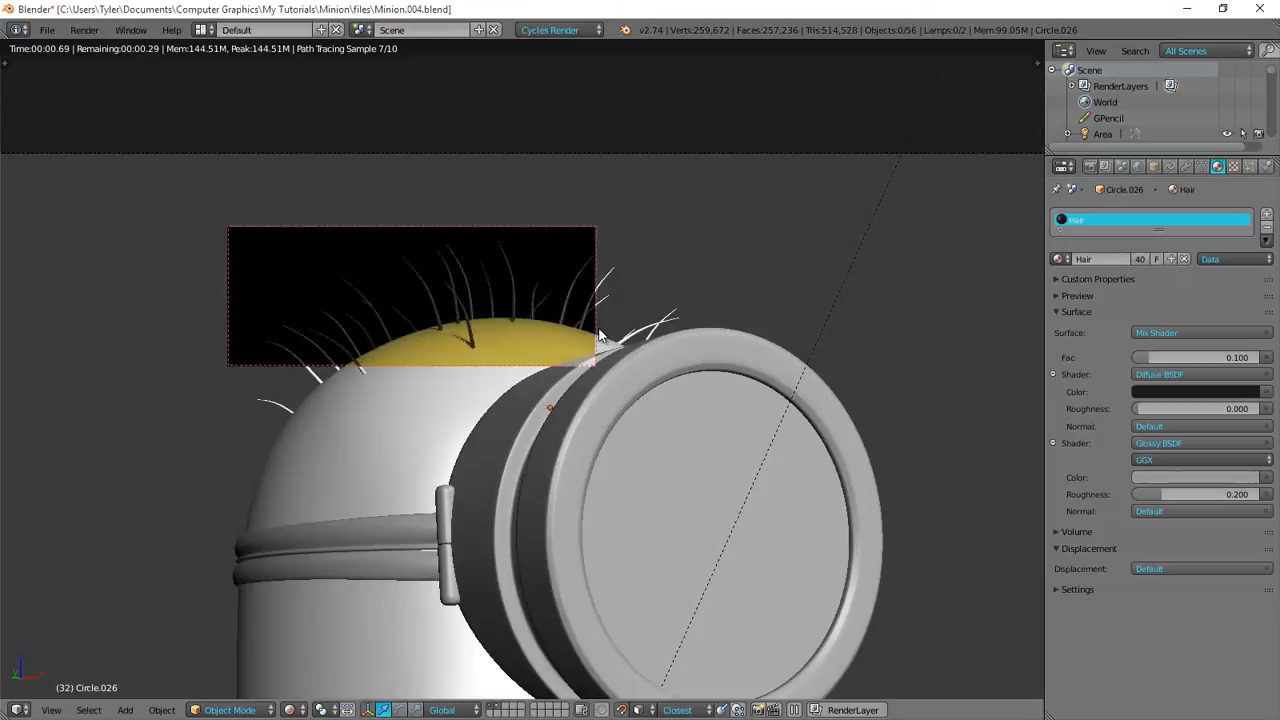 Blender* [C:\Users\Tyler\Documents\Computer Graphics\My Tutorials\Minion\files\Minion.004.blend]
File Render Window Help Default Scene Cycles Render v2.74 | Verts:259,672 | Faces:257,236 | Tris:514,528 | Objects:0/56 | Lamps:0/2 | Mem:99.05M | Circle.026
Time:00:00.69 | Remaining:00:00.29 | Mem:144.51M, Peak:144.51M | Path Tracing Sample 7/10
View Search All Scenes
Scene
RenderLayers
World
GPencil
Area
Circle.026 Hair
Hair
Hair 40 F Data
Custom Properties
Preview
Surface
Surface: Mix Shader
Fac: 0.100
Shader: Diffuse BSDF
Color:
Roughness: 0.000
Normal: Default
Shader: Glossy BSDF
GGX
Color:
Roughness: 0.200
Normal: Default
Volume
Displacement
Displacement: Default
Settings
(32) Circle.026
View Select Add Object Object Mode Global Closest RenderLayer